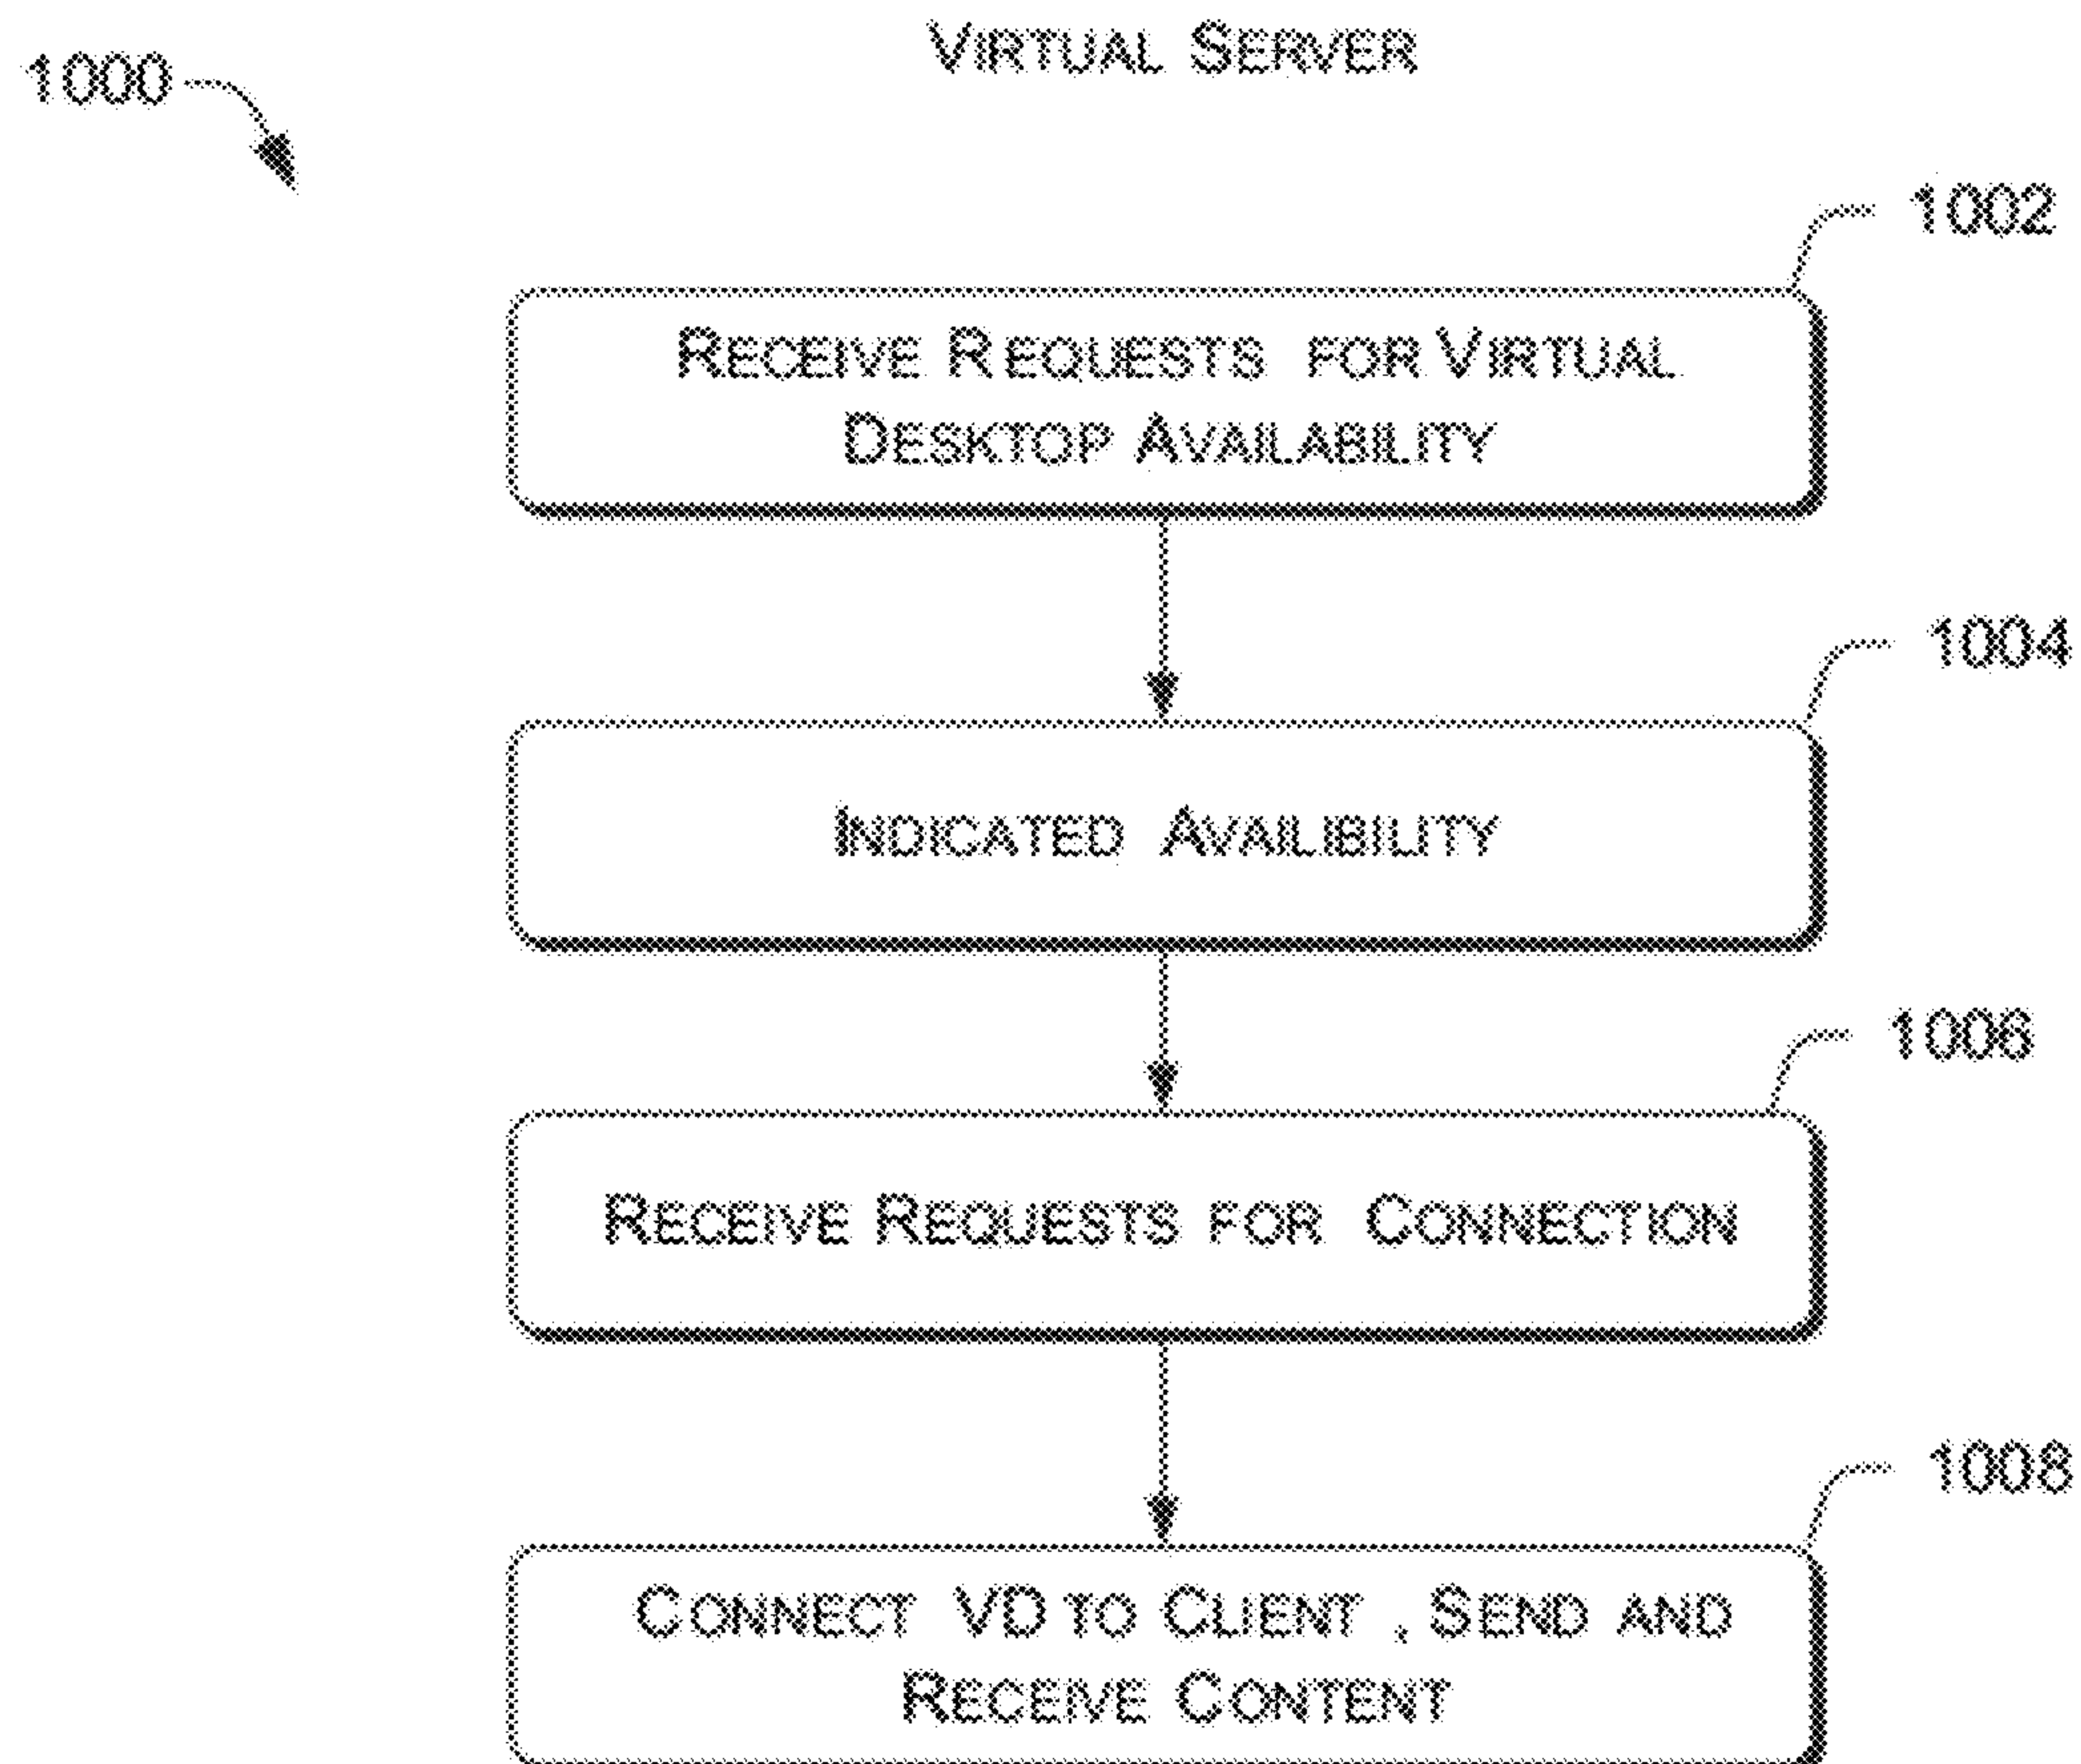 VIRTUAL SERVER
1000
1002
RECEIVE REQUESTS FOR VIRTUAL
DESKTOP AVAILABILITY
1004
INDICATED AVAILIBILITY
1006
RECEIVE REQUESTS FOR CONNECTION
1008
CONNECT VD TO CLIENT , SEND AND
RECEIVE CONTENT